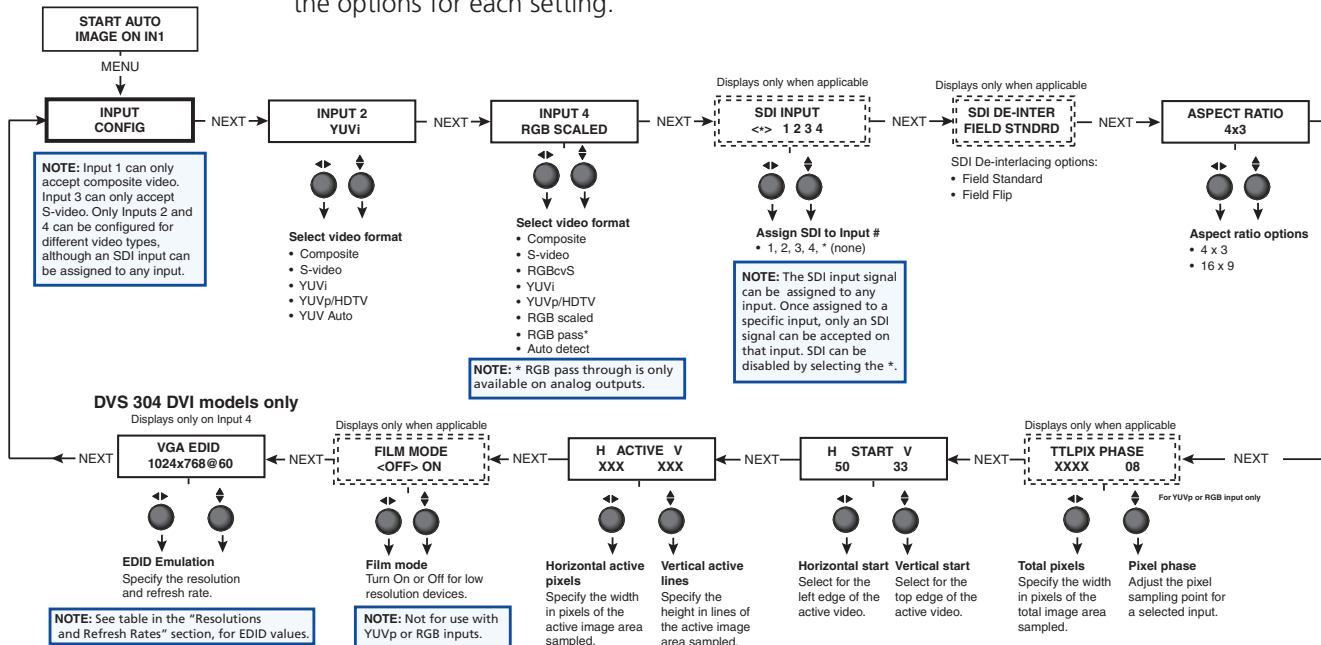 the options for each setting.
START AUTO
IMAGE ON IN1
MENU
INPUT
CONFIG
NOTE: Input 1 can only
accept composite video.
Input 3 can only accept
S-video. Only Inputs 2 and
4 can be configured for
different video types,
although an SDI input can
be assigned to any input.
NEXT
INPUT 2
YUVi
Select video format
• Composite
• S-video
• YUVi
• YUVp/HDTV
• YUV Auto
NEXT
INPUT 4
RGB SCALED
Select video format
• Composite
• S-video
• RGBcvS
• YUVi
• YUVp/HDTV
• RGB scaled
• RGB pass*
• Auto detect
NOTE: * RGB pass through is only
available on analog outputs.
NEXT
Displays only when applicable
SDI INPUT
<*> 1 2 3 4
Assign SDI to Input #
• 1, 2, 3, 4, * (none)
NOTE: The SDI input signal
can be assigned to any
input. Once assigned to a
specific input, only an SDI
signal can be accepted on
that input. SDI can be
disabled by selecting the *.
NEXT
Displays only when applicable
SDI DE-INTER
FIELD STNDRD
SDI De-interlacing options:
• Field Standard
• Field Flip
NEXT
ASPECT RATIO
4x3
Aspect ratio options
• 4 x 3
• 16 x 9
NEXT
Displays only when applicable
TTLPIX PHASE
XXXX 08
For YUVp or RGB input only
Total pixels
Specify the width
in pixels of the
total image area
sampled.
Pixel phase
Adjust the pixel
sampling point for
a selected input.
NEXT
H START V
50 33
Horizontal start
Select for the
left edge of the
active video.
Vertical start
Select for the
top edge of the
active video.
NEXT
H ACTIVE V
XXX XXX
Horizontal active
pixels
Specify the width
in pixels of the
active image area
sampled.
Vertical active
lines
Specify the
height in lines of
the active image
area sampled.
NEXT
Displays only when applicable
FILM MODE
<OFF> ON
Film mode
Turn On or Off for low
resolution devices.
NOTE: Not for use with
YUVp or RGB inputs.
NEXT
DVS 304 DVI models only
Displays only on Input 4
VGA EDID
1024x768@60
EDID Emulation
Specify the resolution
and refresh rate.
NOTE: See table in the “Resolutions
and Refresh Rates” section, for EDID values.
NEXT